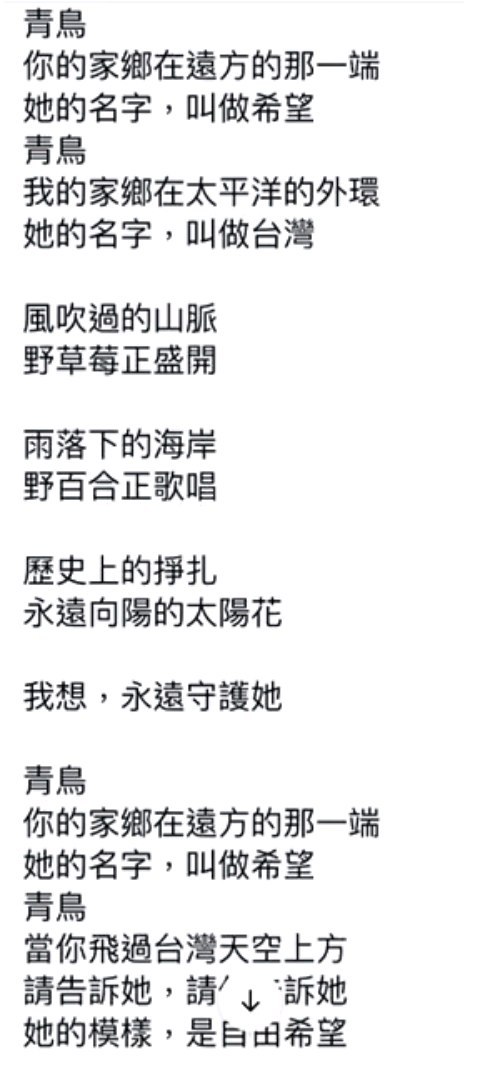 青鳥
你的家鄉在遠方的那一端
她的名字，叫做希望
青鳥
我的家鄉在太平洋的外環
她的名字，叫做台灣
風吹過的山脈
野草莓正盛開
雨落下的海岸
野百合正歌唱
歷史上的掙扎
永遠向陽的太陽花
我想，永遠守護她
青鳥
你的家鄉在遠方的那一端
她的名字，叫做希望
青鳥
當你飛過台灣天空上方
請告訴她，請訴她
她的模樣，是自由希望